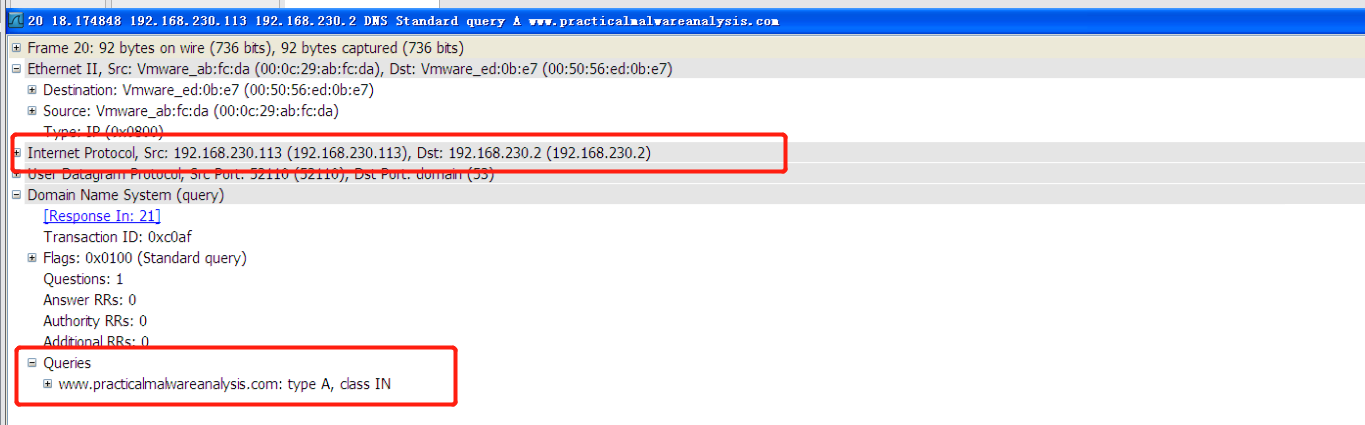 20 18.174848 192.168.230.113 192.168.230.2 DNS Standard query A www.practicalmalwareanalysis.com
Frame 20: 92 bytes on wire (736 bits), 92 bytes captured (736 bits)
Ethernet II, Src: Vmware_ab:fc:da (00:0c:29:ab:fc:da), Dst: Vmware_ed:0b:e7 (00:50:56:ed:0b:e7)
Destination: Vmware_ed:0b:e7 (00:50:56:ed:0b:e7)
Source: Vmware_ab:fc:da (00:0c:29:ab:fc:da)
Type: IP (0x0800)
Internet Protocol, Src: 192.168.230.113 (192.168.230.113), Dst: 192.168.230.2 (192.168.230.2)
User Datagram Protocol, Src Port: 52110 (52110), Dst Port: domain (53)
Domain Name System (query)
[Response In: 21]
Transaction ID: 0xc0af
Flags: 0x0100 (Standard query)
Questions: 1
Answer RRs: 0
Authority RRs: 0
Additional RRs: 0
Queries
www.practicalmalwareanalysis.com: type A, class IN